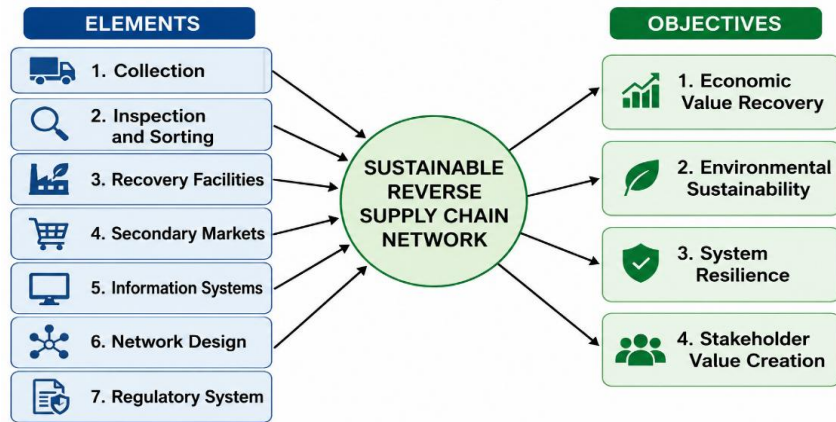 ELEMENTS
1. Collection
2. Inspection
and Sorting
3. Recovery Facilities
4. Secondary Markets
5. Information Systems
6. Network Design
7. Regulatory System
SUSTAINABLE
REVERSE
SUPPLY CHAIN
NETWORK
OBJECTIVES
1. Economic
Value Recovery
2. Environmental
Sustainability
3. System
Resilience
4. Stakeholder
Value Creation